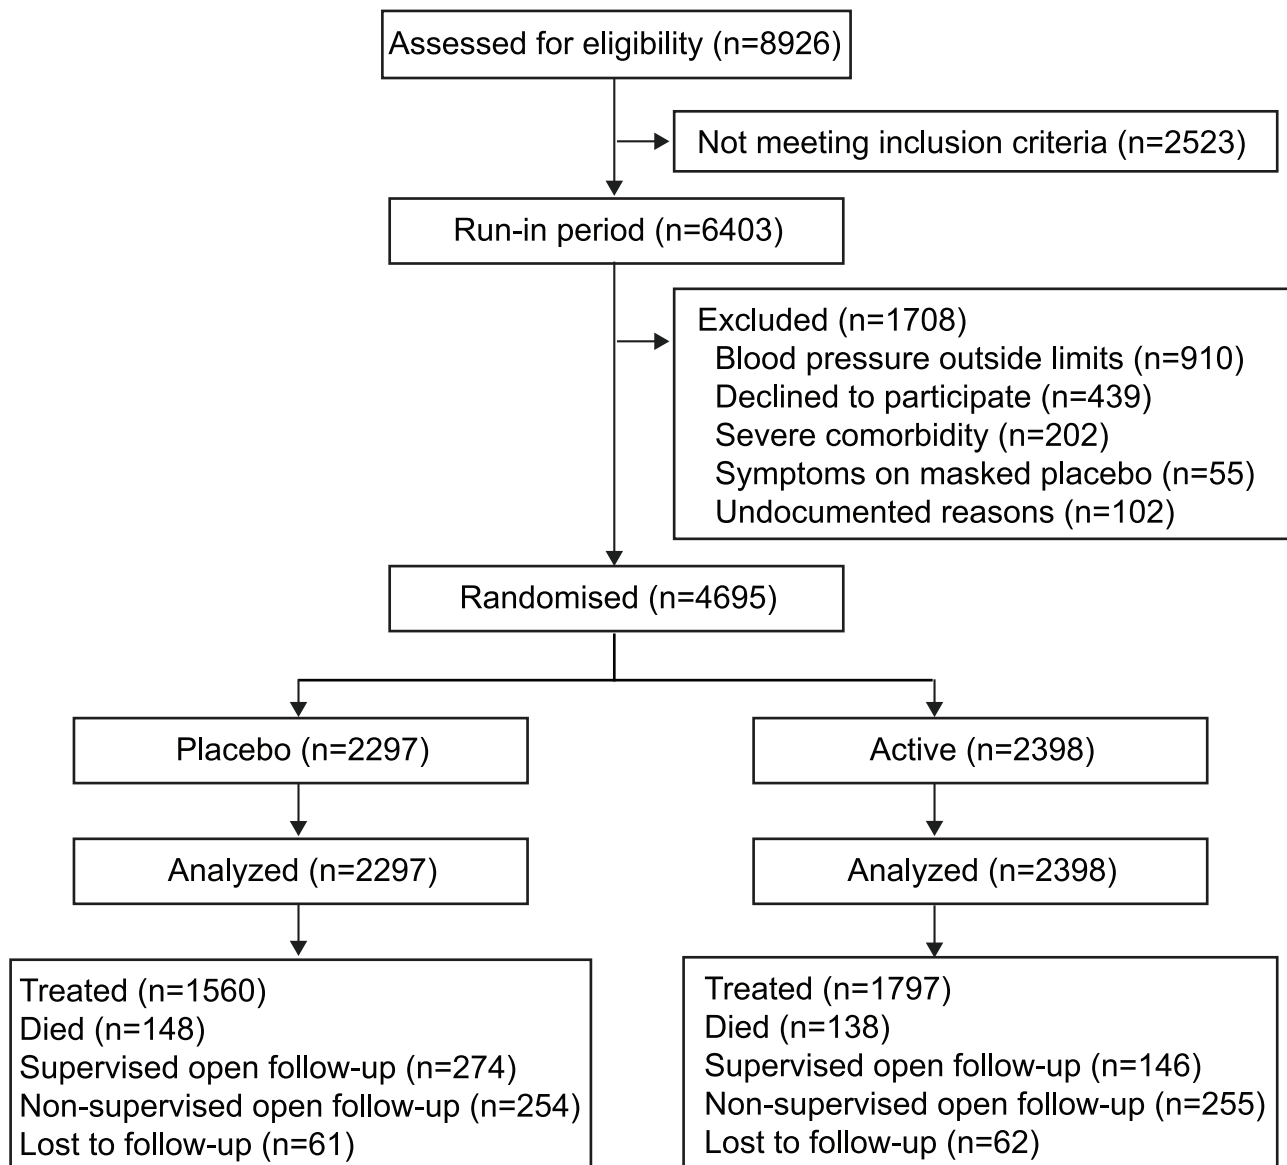 Assessed for eligibility (n=8926)
Not meeting inclusion criteria (n=2523)
Run-in period (n=6403)
Excluded (n=1708)
Blood pressure outside limits (n=910)
Declined to participate (n=439)
Severe comorbidity (n=202)
Symptoms on masked placebo (n=55)
Undocumented reasons (n=102)
Randomised (n=4695)
Placebo (n=2297)
Active (n=2398)
Analyzed (n=2297)
Analyzed (n=2398)
Treated (n=1560)
Died (n=148)
Supervised open follow-up (n=274)
Non-supervised open follow-up (n=254)
Lost to follow-up (n=61)
Treated (n=1797)
Died (n=138)
Supervised open follow-up (n=146)
Non-supervised open follow-up (n=255)
Lost to follow-up (n=62)